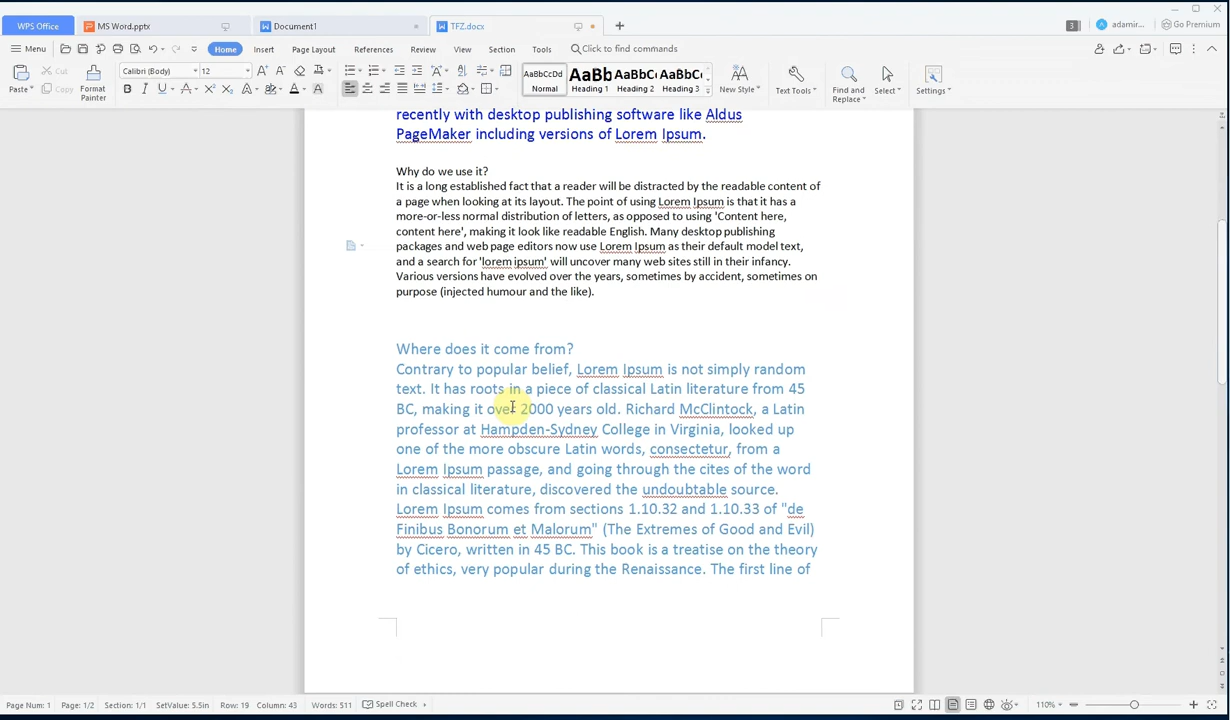 WPS Office
MS Word.pptx
Document1
TFZ.docx
3
adamir...
Go Premium
Menu
Home
Insert
Page Layout
References
Review
View
Section
Tools
Click to find commands
Paste
Cut
Copy
Format
Painter
Calibri (Body)
12
AaBbCcDd
Normal
AaBb
Heading 1
AaBbC
Heading 2
AaBbC
Heading 3
New Style
Text Tools
Find and
Replace
Select
Settings
recently with desktop publishing software like Aldus
PageMaker including versions of Lorem Ipsum.
Why do we use it?
It is a long established fact that a reader will be distracted by the readable content of
a page when looking at its layout. The point of using Lorem Ipsum is that it has a
more-or-less normal distribution of letters, as opposed to using 'Content here,
content here', making it look like readable English. Many desktop publishing
packages and web page editors now use Lorem Ipsum as their default model text,
and a search for 'lorem ipsum' will uncover many web sites still in their infancy.
Various versions have evolved over the years, sometimes by accident, sometimes on
purpose (injected humour and the like).
Where does it come from?
Contrary to popular belief, Lorem Ipsum is not simply random
text. It has roots in a piece of classical Latin literature from 45
BC, making it over 2000 years old. Richard McClintock, a Latin
professor at Hampden-Sydney College in Virginia, looked up
one of the more obscure Latin words, consectetur, from a
Lorem Ipsum passage, and going through the cites of the word
in classical literature, discovered the undoubtable source.
Lorem Ipsum comes from sections 1.10.32 and 1.10.33 of "de
Finibus Bonorum et Malorum" (The Extremes of Good and Evil)
by Cicero, written in 45 BC. This book is a treatise on the theory
of ethics, very popular during the Renaissance. The first line of
Page Num: 1
Page: 1/2
Section: 1/1
SetValue: 5.5in
Row: 19
Column: 43
Words: 511
Spell Check
110%